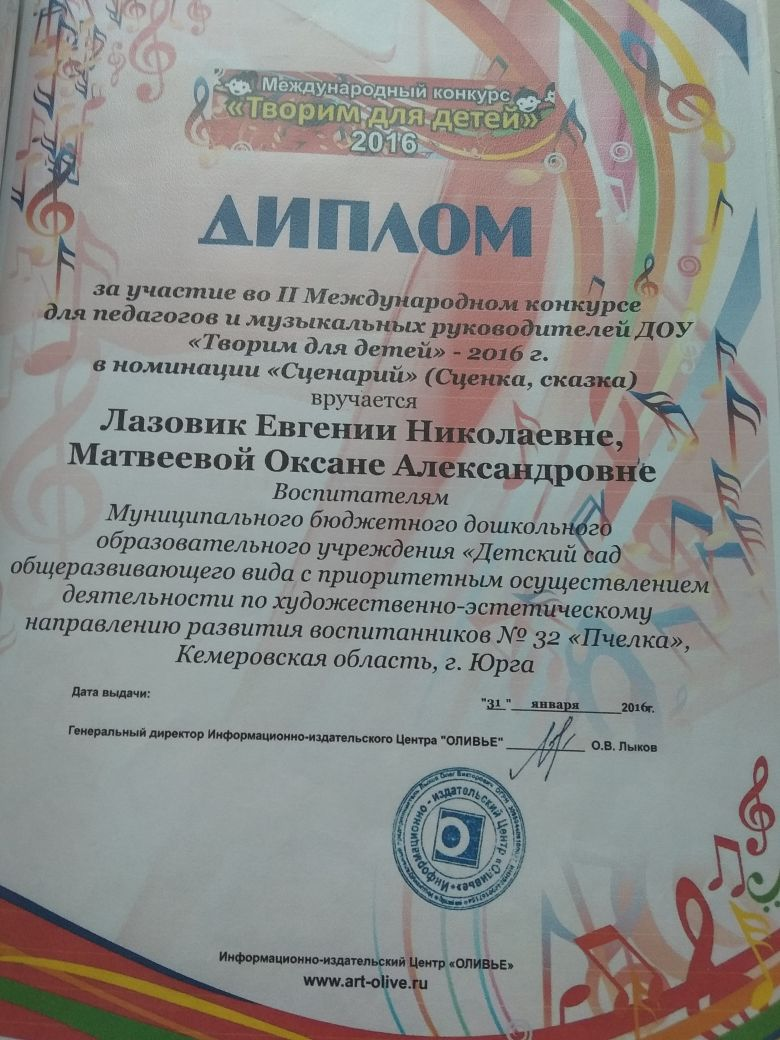 Международный конкурс
«Творим для детей»
2016
ДИПЛОМ
за участие во II Международном конкурсе
для педагогов и музыкальных руководителей ДОУ
«Творим для детей» - 2016 г.
в номинации «Сценарий» (Сценка, сказка)
вручается
Лазовик Евгении Николаевне,
Матвеевой Оксане Александровне
Воспитателям
Муниципального бюджетного дошкольного
образовательного учреждения «Детский сад
общеразвивающего вида с приоритетным осуществлением
деятельности по художественно-эстетическому
направлению развития воспитанников № 32 «Пчелка»,
Кемеровская область, г. Юрга
Дата выдачи: "31" января 2016г.
Генеральный директор Информационно-издательского Центра "ОЛИВЬЕ" О.В. Лыков
Информационно - издательский Центр «Оливье»
Информационно-издательский Центр «ОЛИВЬЕ»
www.art-olive.ru